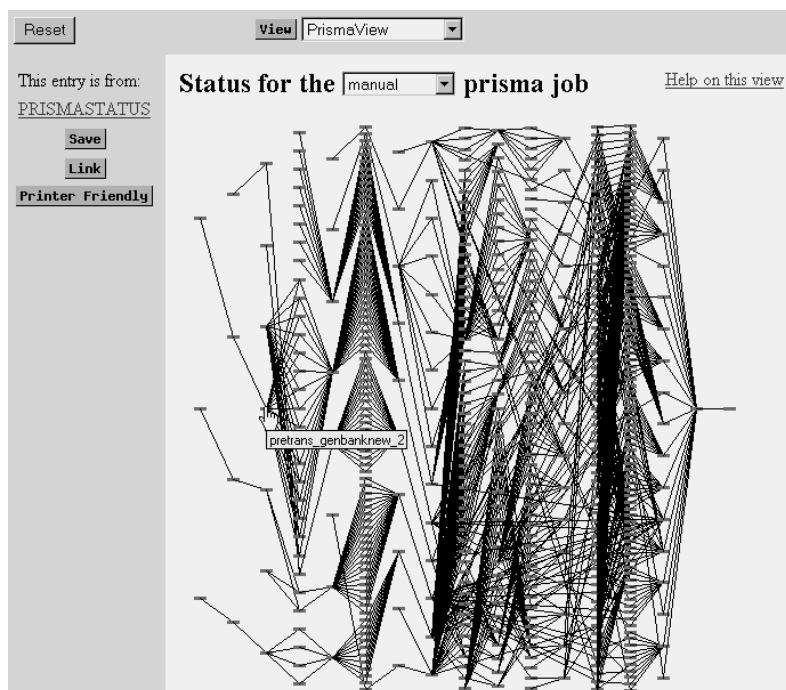 Reset
View PrismaView
This entry is from:
PRISMASTATUS
Save
Link
Printer Friendly
Status for the manual prisma job
Help on this view
pretrans_genbanknew_2